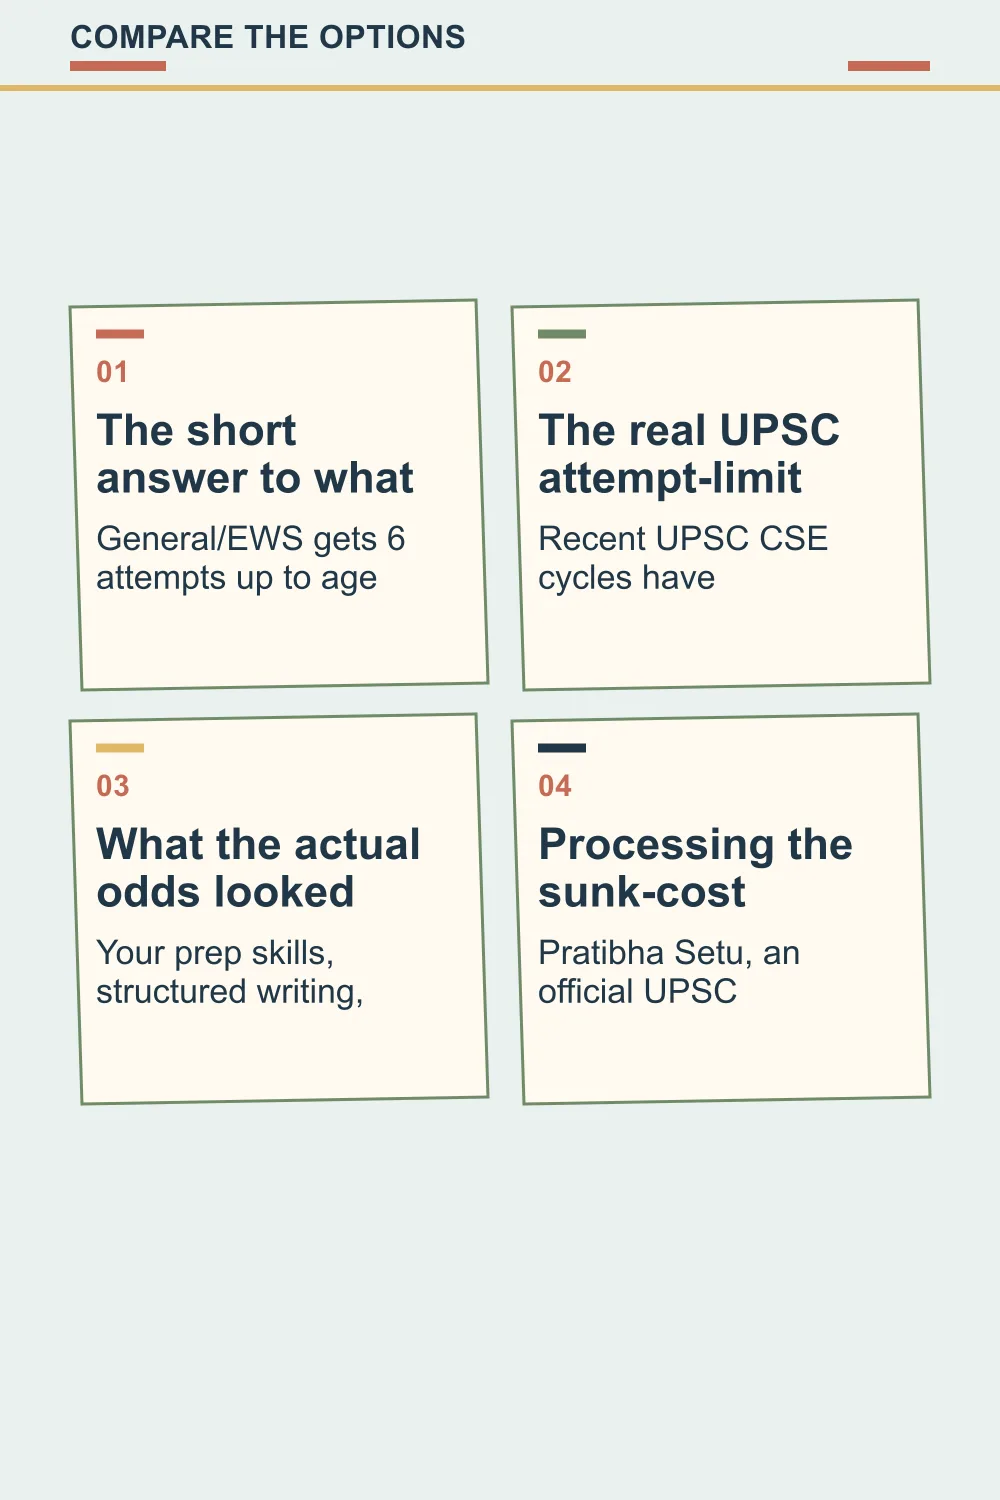 COMPARE THE OPTIONS
01
The short
answer to what
General/EWS gets 6
attempts up to age
02
The real UPSC
attempt-limit
Recent UPSC CSE
cycles have
03
What the actual
odds looked
Your prep skills,
structured writing,
04
Processing the
sunk-cost
Pratibha Setu, an
official UPSC